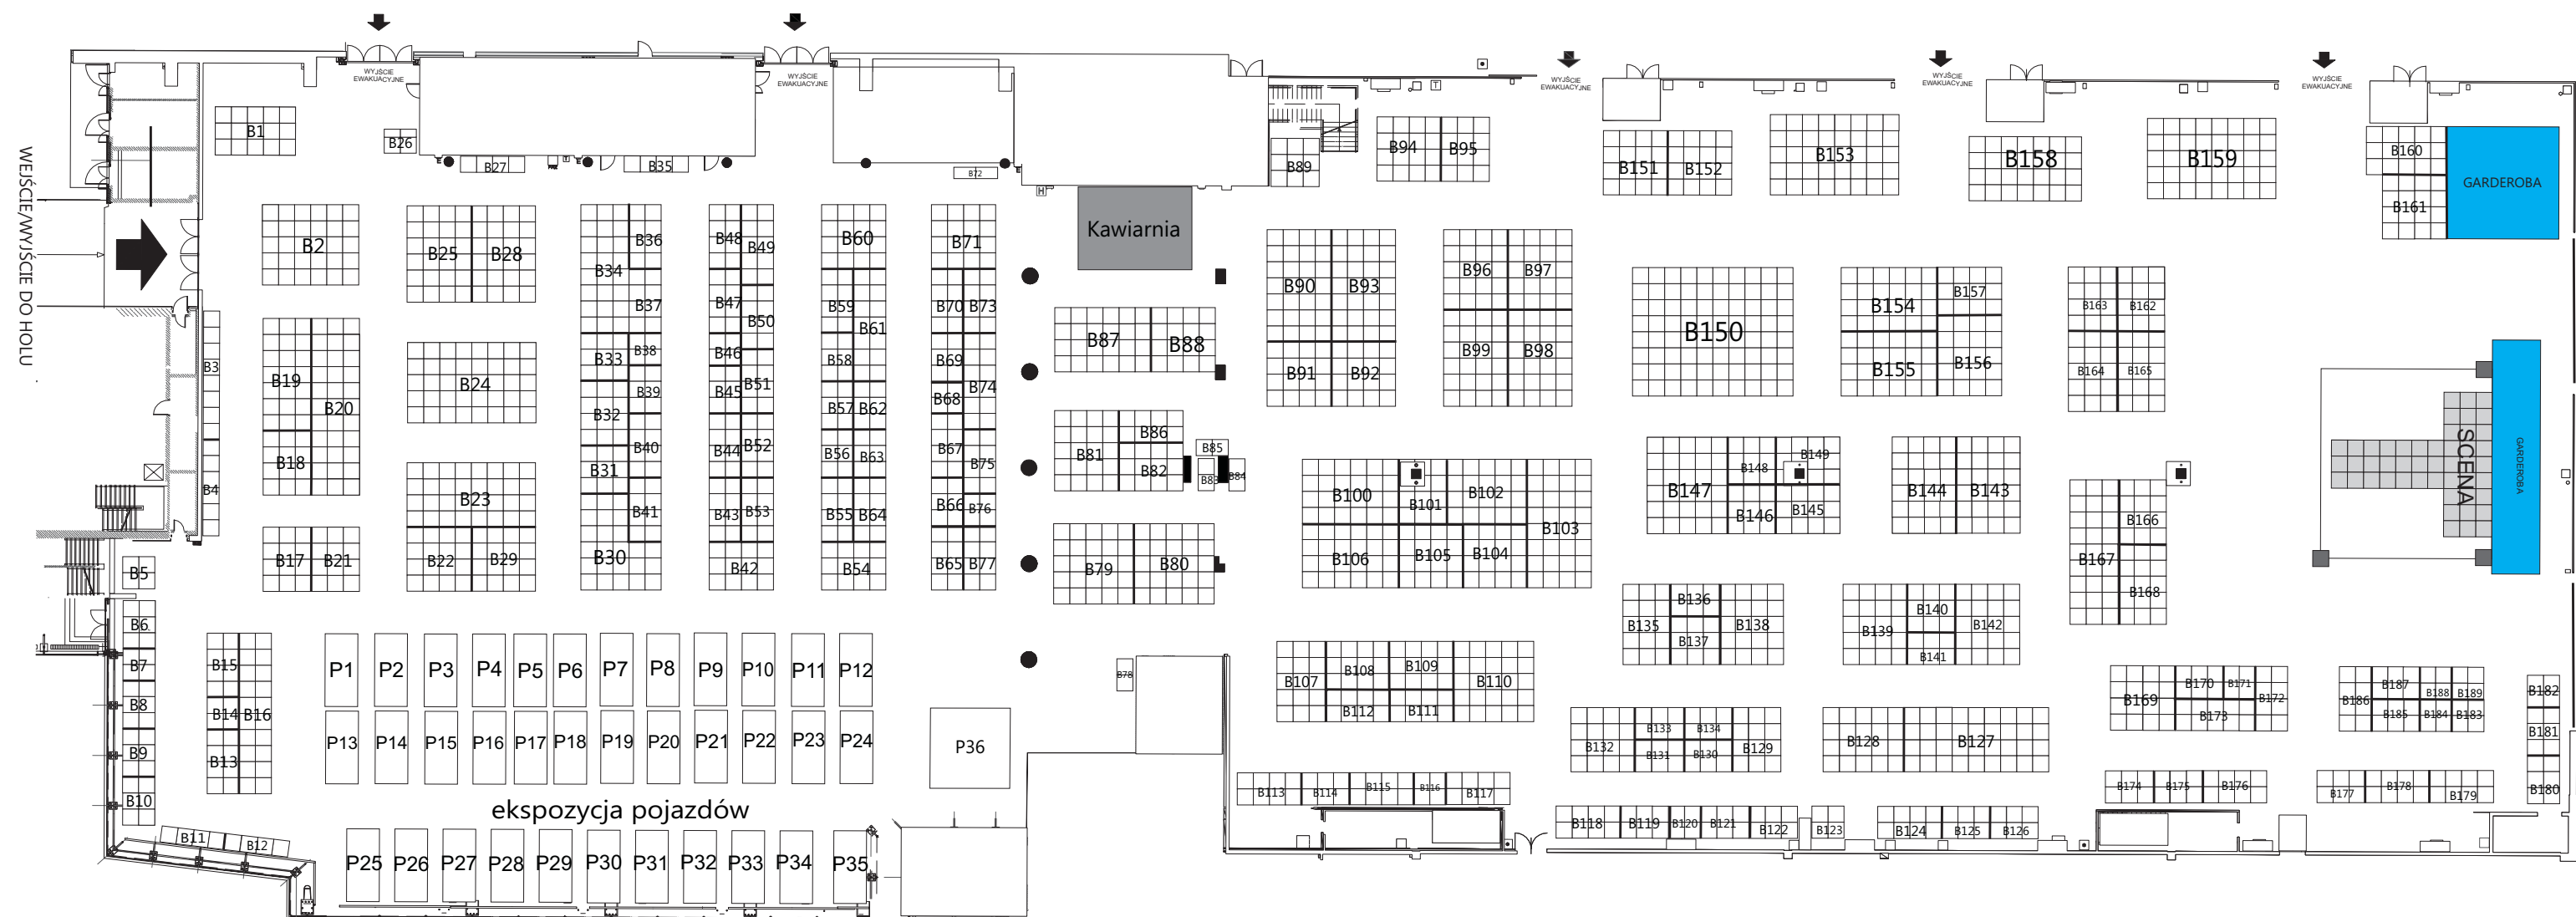 WYJŚCIE
EWAKUACYJNE
WYJŚCIE
EWAKUACYJNE
WYJŚCIE
EWAKUACYJNE
WYJŚCIE
EWAKUACYJNE
WYJŚCIE
EWAKUACYJNE
WEJŚCIE/WYJŚCIE DO HOLU
B1
B26
B27
T
B35
B72
H
B89
T
B94 B95
B151 B152
B153
B158
B159
B160
B161
GARDEROBA
Kawiarnia
B2
B25 B28
B34 B36
B37
B48 B49
B47 B50
B60
B59 B61
B71
B70 B73
B90 B93
B91 B92
B96 B97
B99 B98
B150
B154 B157
B155 B156
B163 B162
B164 B165
B3
B4
B19 B20
B18
B24
B33 B38
B39
B32
B40
B31
B41
B30
B46 B51
B45
B44 B52
B43 B53
B42
B58
B57 B62
B56 B63
B55 B64
B54
B69 B74
B68
B67 B75
B66 B76
B65 B77
B87 B88
B81 B86
B82
B85
B83 B84
B79 B80
B23
B22 B29
B17 B21
B100 B101 B102 B103
B106 B105 B104
B147 B148 B149
B146 B145
B144 B143
B166
B167
B168
SCENA
GARDEROBA
B5
B6
B7
B8
B9
B10
B11 B12
B15
B14 B16
B13
P1 P2 P3 P4 P5 P6 P7 P8 P9 P10 P11 P12
P13 P14 P15 P16 P17 P18 P19 P20 P21 P22 P23 P24
P36
ekspozycja pojazdów
P25 P26 P27 P28 P29 P30 P31 P32 P33 P34 P35
B78
B135 B136 B138
B137
B139 B140 B142
B141
B107 B108 B109 B110
B112 B111
B132 B133 B134 B129
B131 B130
B128 B127
B169 B170 B171 B172
B173
B186 B187 B188 B189
B185 B184 B183
B182
B181
B180
B113 B114 B115 B116 B117
B118 B119 B120 B121 B122 B123
B124 B125 B126
B174 B175 B176
B177 B178 B179